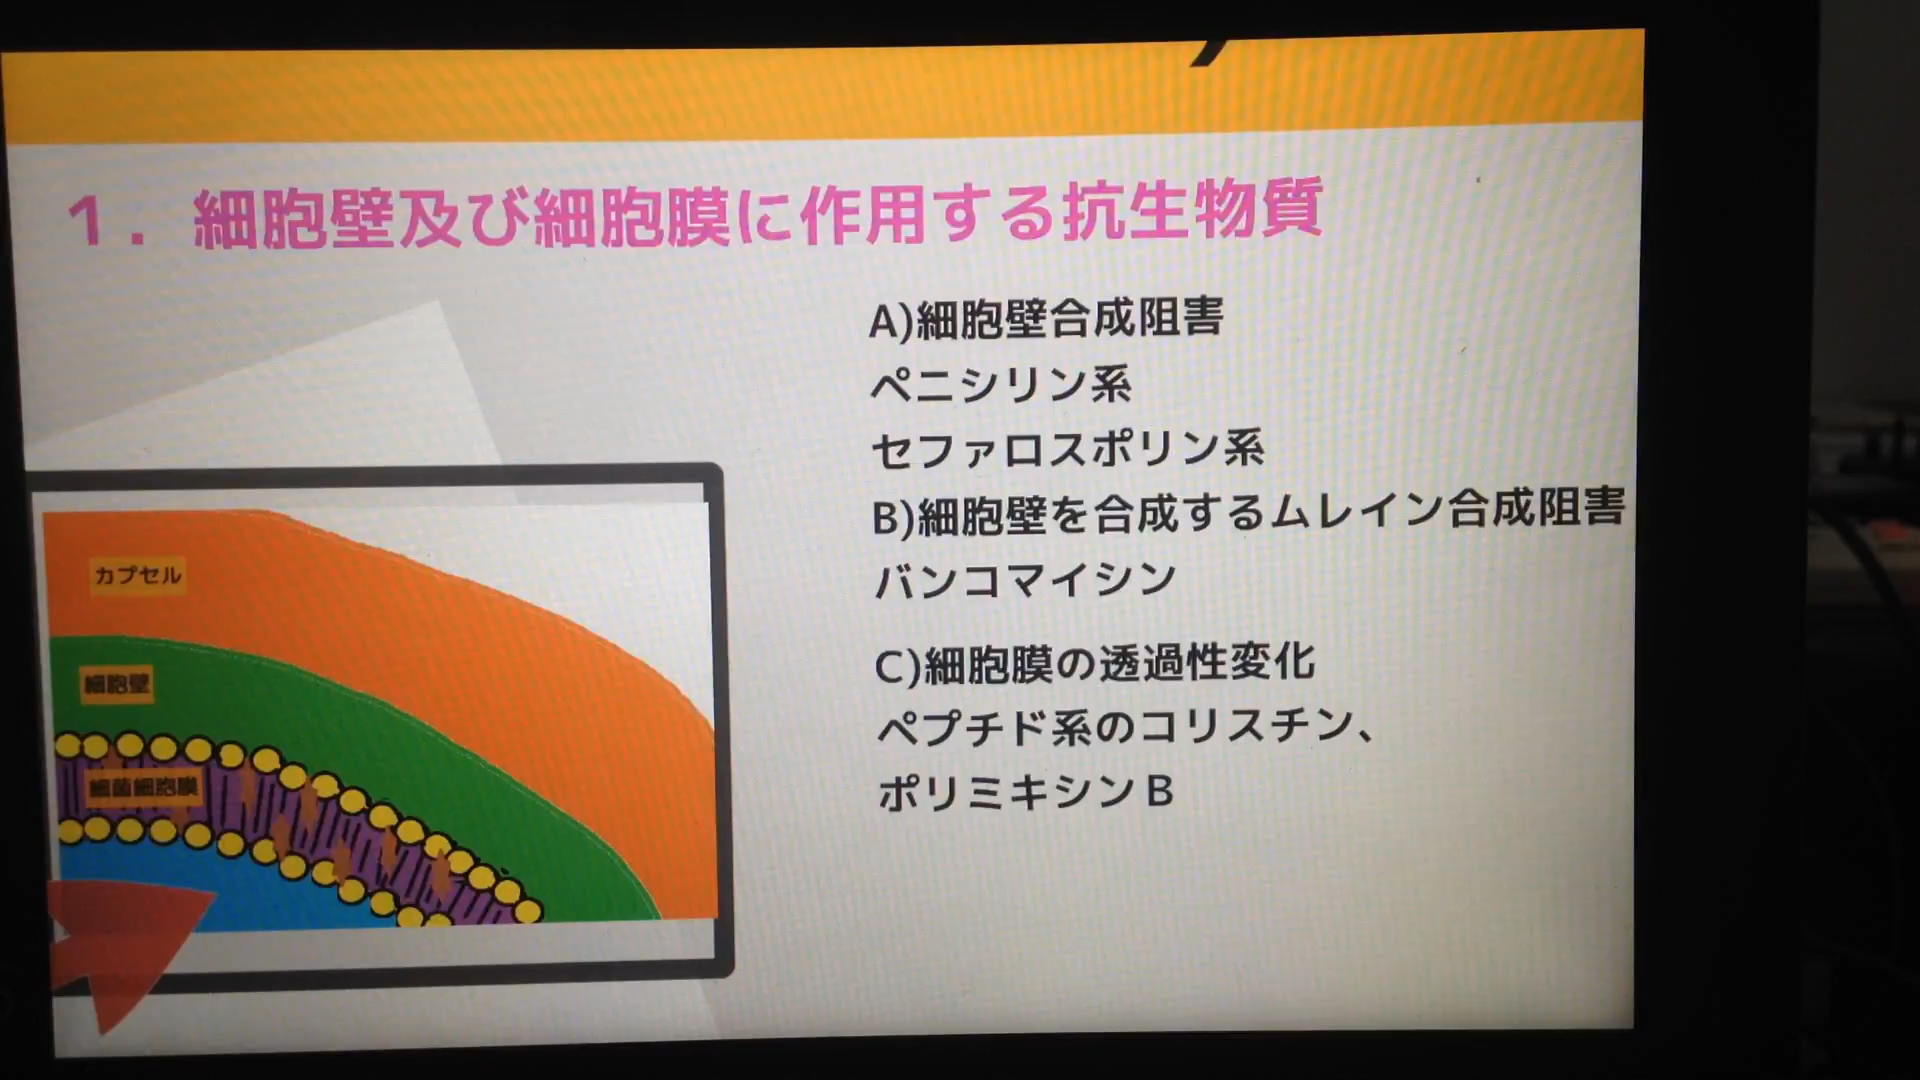 1. 細胞壁及び細胞膜に作用する抗生物質
A)細胞壁合成阻害
ペニシリン系
セファロスポリン系
B)細胞壁を合成するムレイン合成阻害
バンコマイシン
C)細胞膜の透過性変化
ペプチド系のコリスチン、
ポリミキシンB
カプセル
細胞壁
細菌細胞膜